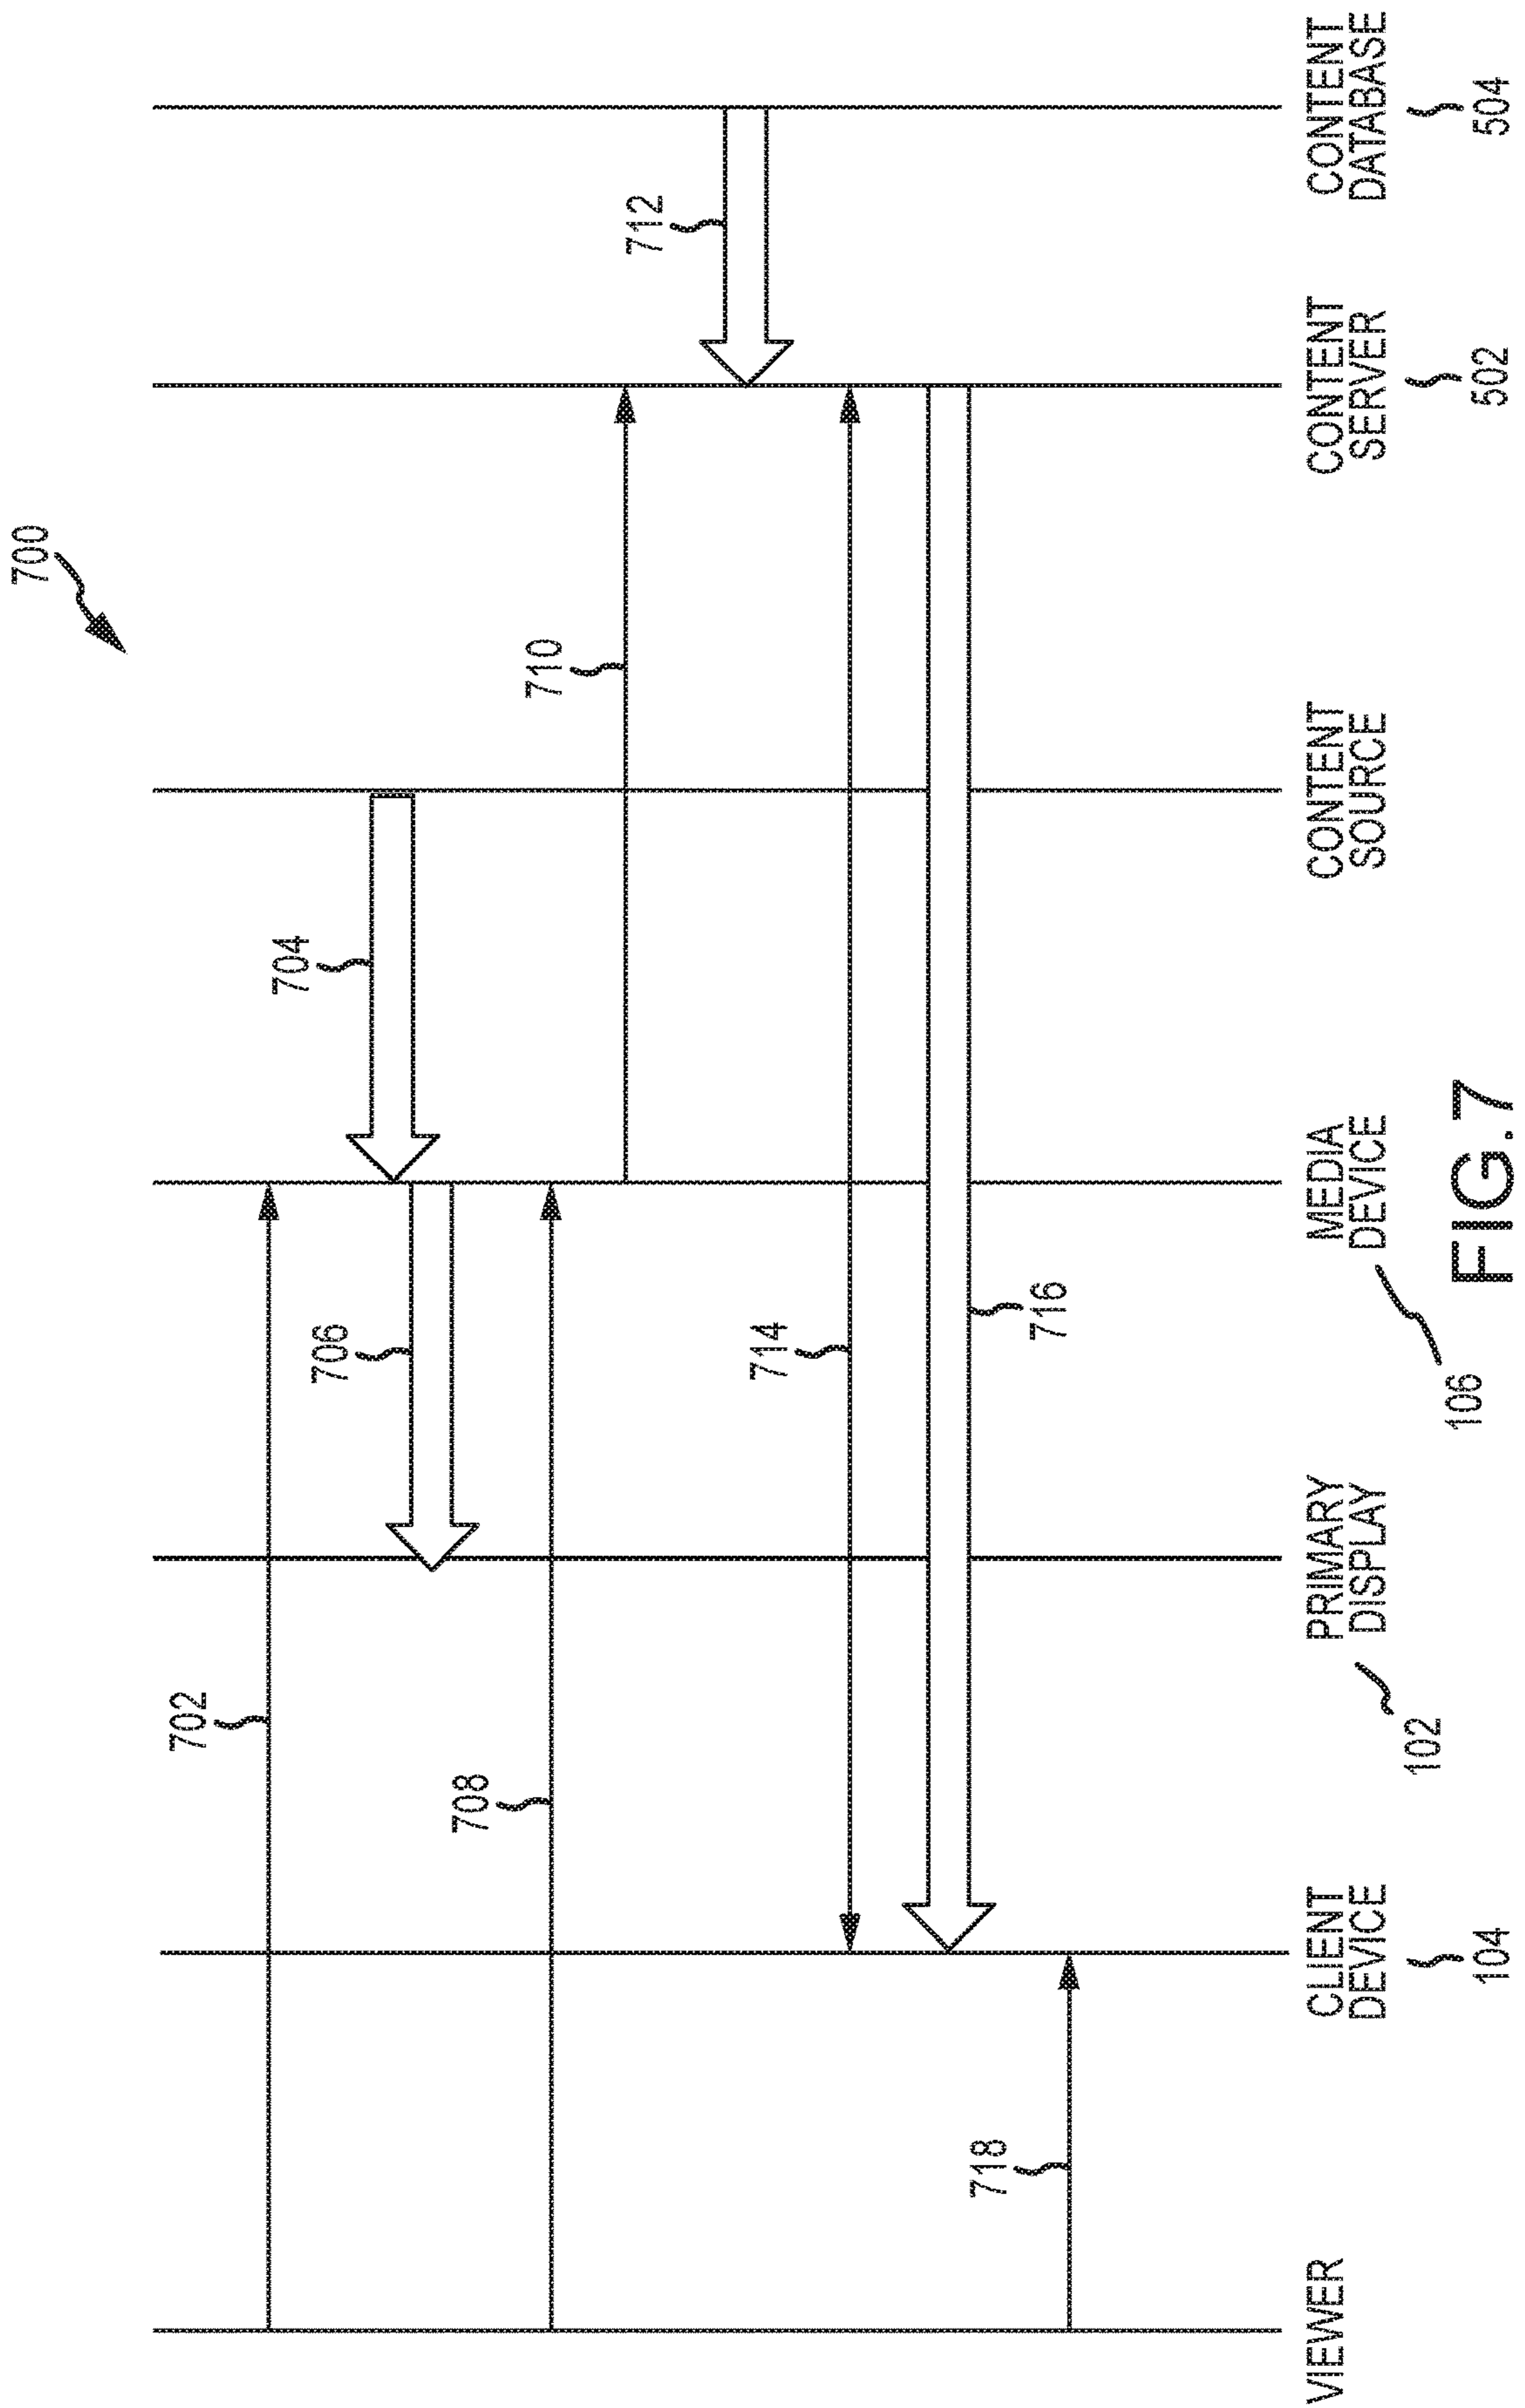 700
702
704
706
708
710
712
714
716
718
VIEWER
CLIENT
DEVICE
104
PRIMARY
DISPLAY
102
MEDIA
DEVICE
106
CONTENT
SOURCE
CONTENT
SERVER
502
CONTENT
DATABASE
504
FIG.7